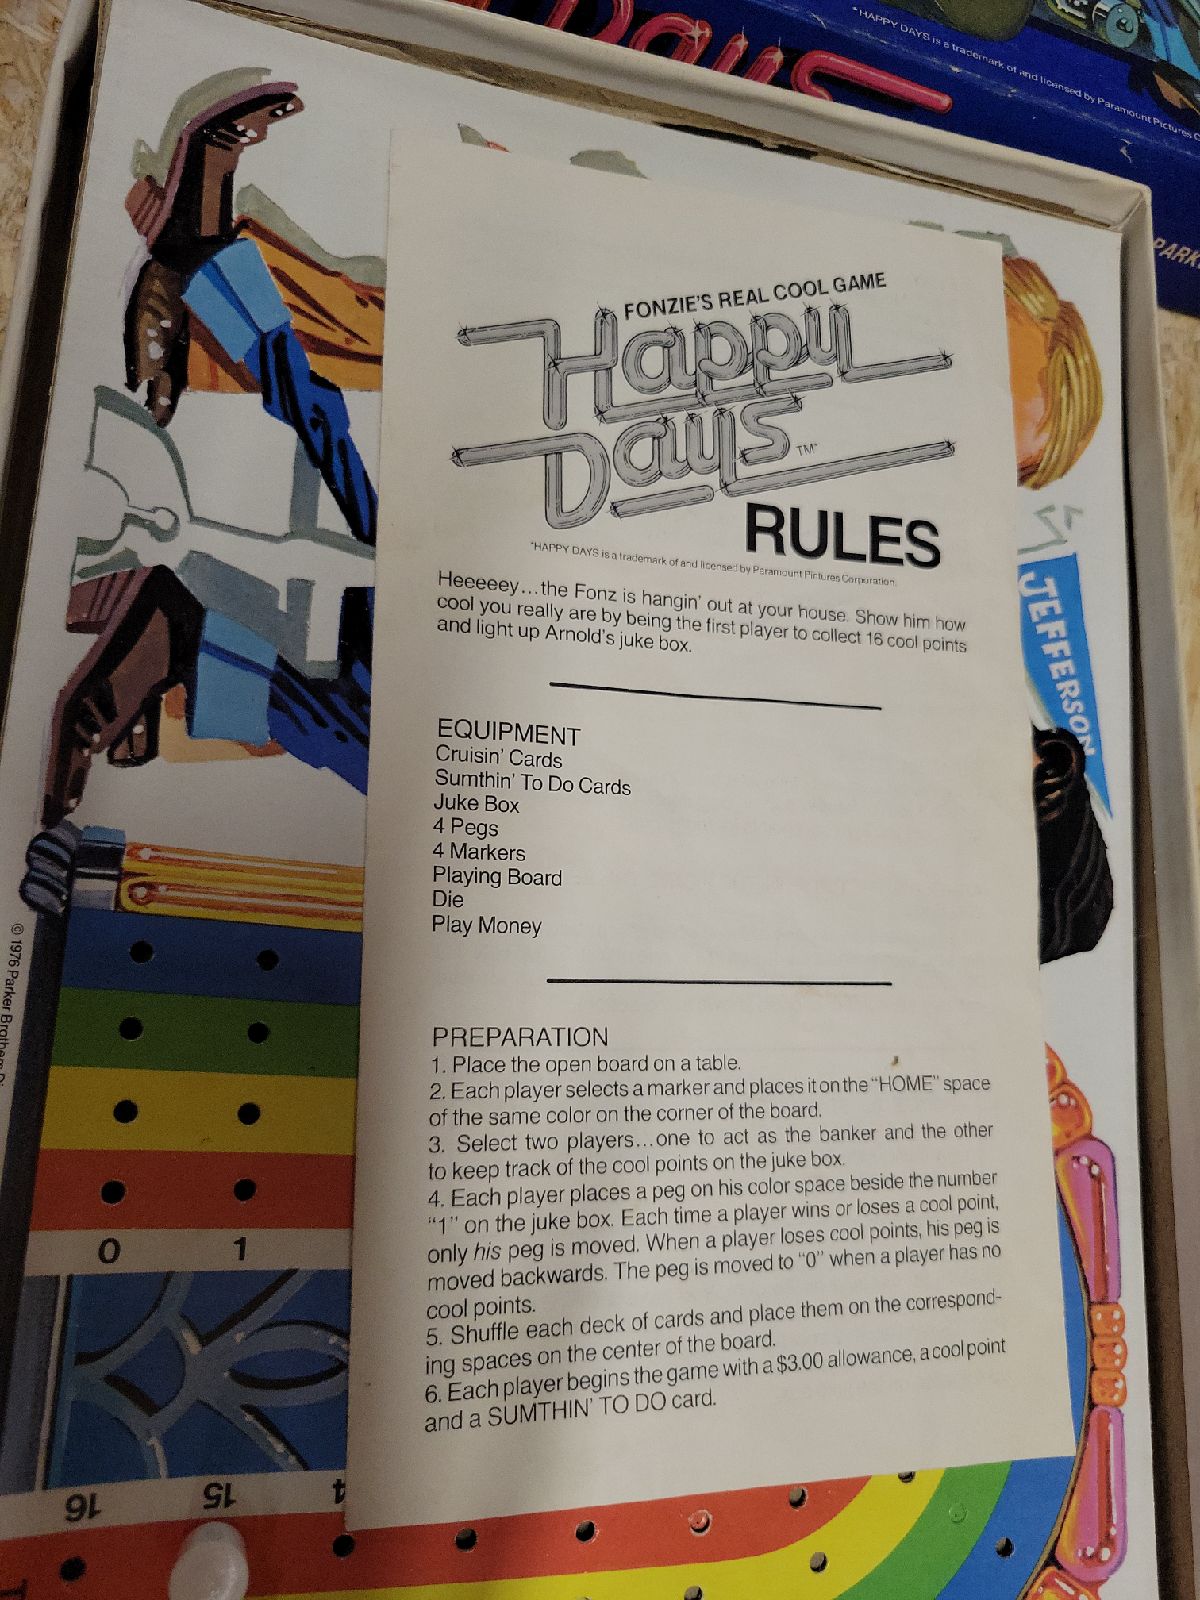 *HAPPY DAYS is a trademark of and licensed by Paramount Pictures
Days
FONZIE'S REAL COOL GAME
Happy
Days
TM*
RULES
*HAPPY DAYS is a trademark of and licensed by Paramount Pictures Corporation.
Heeeeey...the Fonz is hangin' out at your house. Show him how
cool you really are by being the first player to collect 16 cool points
and light up Arnold's juke box.
EQUIPMENT
Cruisin' Cards
Sumthin' To Do Cards
Juke Box
4 Pegs
4 Markers
Playing Board
Die
Play Money
PREPARATION
1. Place the open board on a table.
2. Each player selects a marker and places it on the "HOME" space
of the same color on the corner of the board.
3. Select two players...one to act as the banker and the other
to keep track of the cool points on the juke box.
4. Each player places a peg on his color space beside the number
"1" on the juke box. Each time a player wins or loses a cool point,
only his peg is moved. When a player loses cool points, his peg is
moved backwards. The peg is moved to "0" when a player has no
cool points.
5. Shuffle each deck of cards and place them on the correspond-
ing spaces on the center of the board.
6. Each player begins the game with a $3.00 allowance, a cool point
and a SUMTHIN' TO DO card.
JEFFERSON
© 1976 Parker Brothers
0 1
16 15